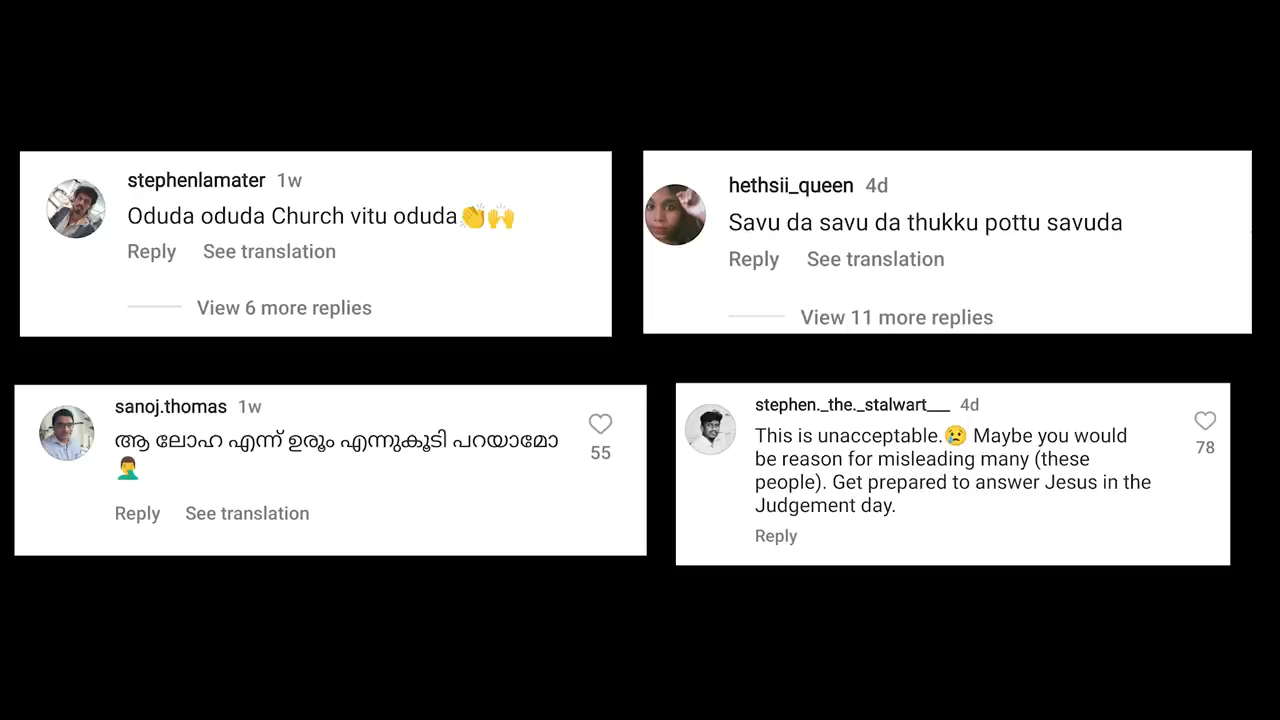 stephenlamater 1w
Oduda oduda Church vitu oduda👏🙌
Reply See translation
View 6 more replies
hethsii_queen 4d
Savu da savu da thukku pottu savuda
Reply See translation
View 11 more replies
sanoj.thomas 1w
ആ ലോഹ എന്ന് ഉരും എന്നുകൂടി പറയാമോ
🤦‍♂️
55
Reply See translation
stephen._the._stalwart___ 4d
This is unacceptable.😢 Maybe you would
be reason for misleading many (these
people). Get prepared to answer Jesus in the
Judgement day.
78
Reply